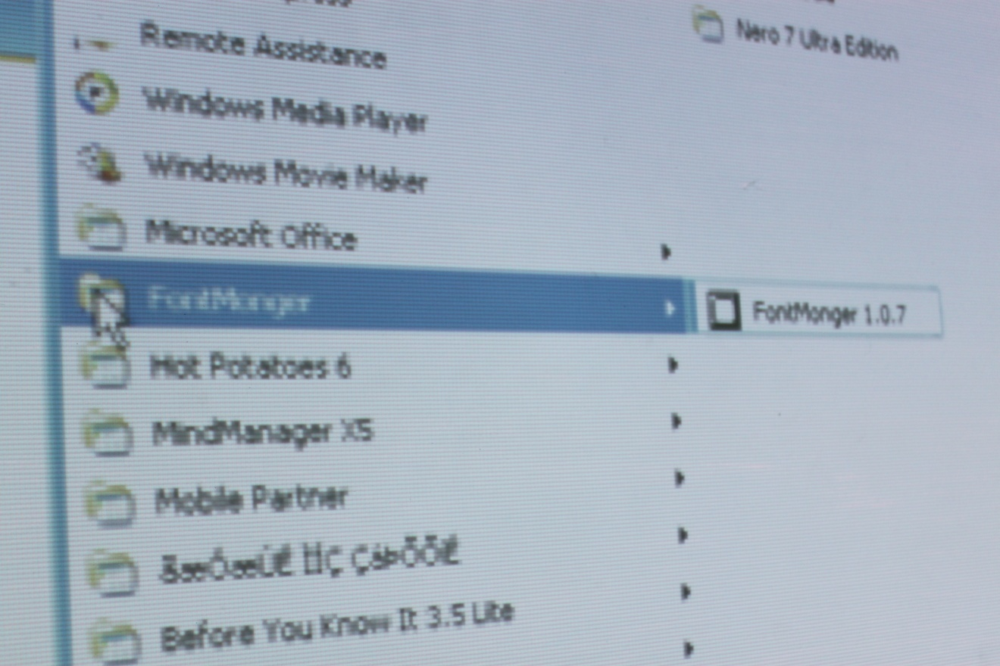 Remote Assistance
Windows Media Player
Windows Movie Maker
Microsoft Office
FontMonger
Hot Potatoes 6
MindManager X5
Mobile Partner
Before You Know It 3.5 Lite
Nero 7 Ultra Edition
FontMonger 1.0.7